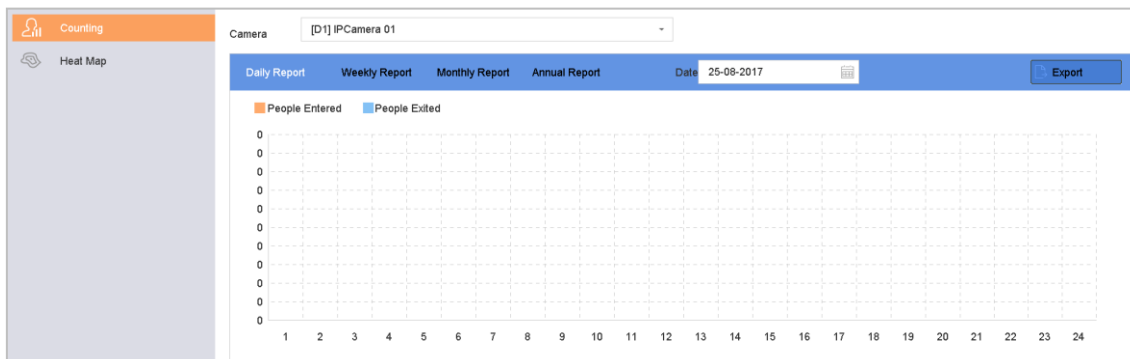 Counting
Heat Map
Camera [D1] IPCamera 01
Daily Report Weekly Report Monthly Report Annual Report Date 25-08-2017 Export
People Entered People Exited
0
0
0
0
0
0
0
0
0
0
0
1 2 3 4 5 6 7 8 9 10 11 12 13 14 15 16 17 18 19 20 21 22 23 24